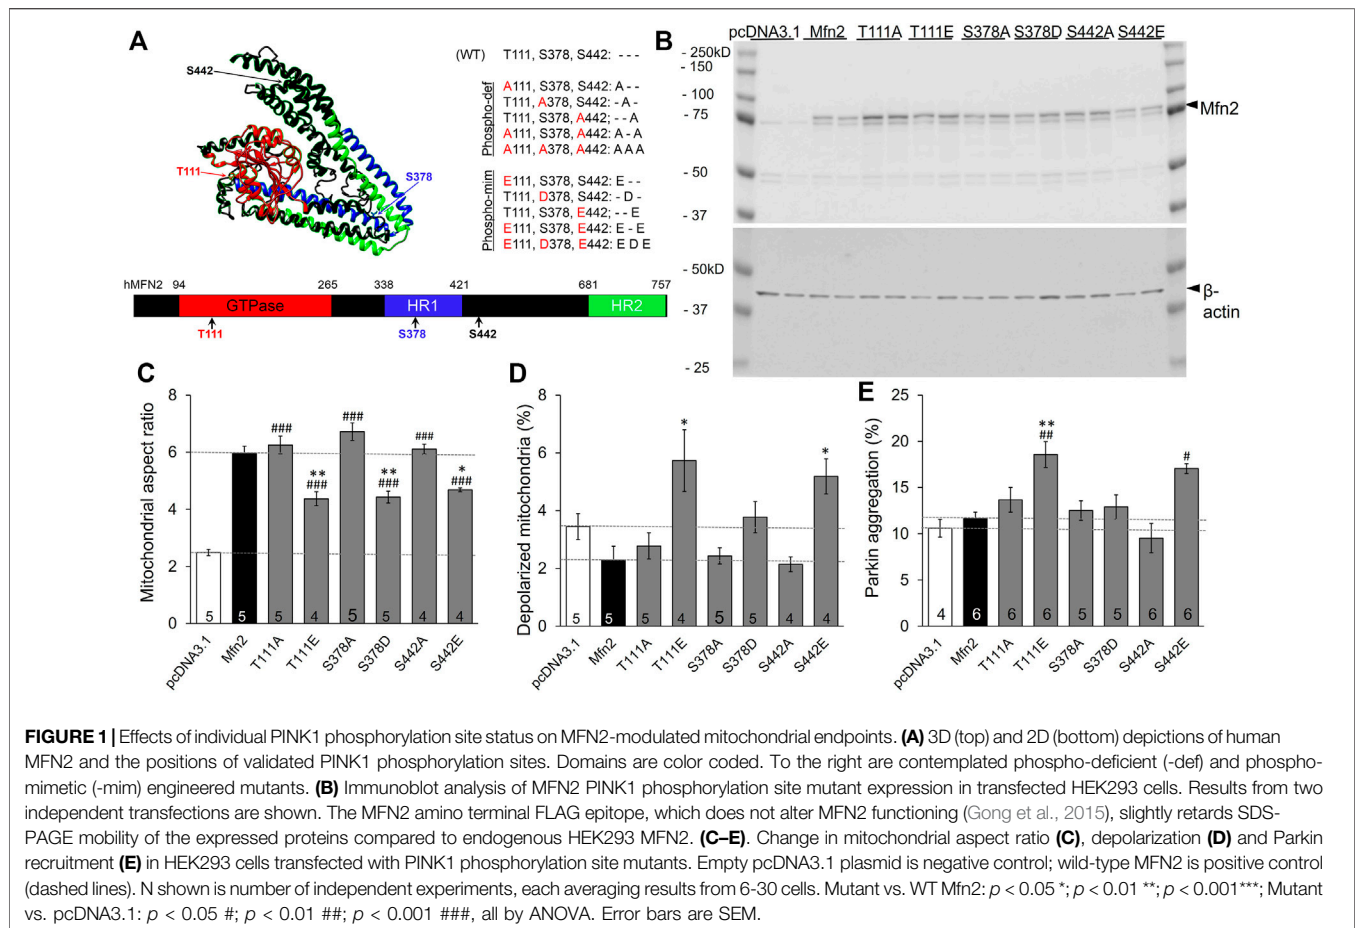 A
S442
T111
S378
(WT) T111, S378, S442: - - -
Phospho-def
A111, S378, S442: A - -
T111, A378, S442: - A -
T111, S378, A442: - - A
A111, S378, A442: A - A
A111, A378, A442: A A A
Phospho-mim
E111, S378, S442: E - -
T111, D378, S442: - D -
T111, S378, E442; - - E
E111, S378, E442: E - E
E111, D378, E442: E D E
hMFN2 94 265 338 421 681 757
GTPase HR1 HR2
T111 S378 S442
B
pcDNA3.1 Mfn2 T111A T111E S378A S378D S442A S442E
- 250kD
- 150
- 100
- 75
- 50
- 37
Mfn2
- 50kD
- 37
- 25
β-
actin
C
Mitochondrial aspect ratio
8
6
4
2
0
### 
**
###
###
**
###
###
*
###
5 5 5 4 5 5 4 4
pcDNA3.1 Mfn2 T111A T111E S378A S378D S442A S442E
D
Depolarized mitochondria (%)
8
6
4
2
0
*
*
5 5 5 4 5 5 4 4
pcDNA3.1 Mfn2 T111A T111E S378A S378D S442A S442E
E
Parkin aggregation (%)
25
20
15
10
5
0
**
##
#
4 6 6 6 5 5 6 6
pcDNA3.1 Mfn2 T111A T111E S378A S378D S442A S442E
FIGURE 1 | Effects of individual PINK1 phosphorylation site status on MFN2-modulated mitochondrial endpoints. (A) 3D (top) and 2D (bottom) depictions of human
MFN2 and the positions of validated PINK1 phosphorylation sites. Domains are color coded. To the right are contemplated phospho-deficient (-def) and phospho-
mimetic (-mim) engineered mutants. (B) Immunoblot analysis of MFN2 PINK1 phosphorylation site mutant expression in transfected HEK293 cells. Results from two
independent transfections are shown. The MFN2 amino terminal FLAG epitope, which does not alter MFN2 functioning (Gong et al., 2015), slightly retards SDS-
PAGE mobility of the expressed proteins compared to endogenous HEK293 MFN2. (C–E). Change in mitochondrial aspect ratio (C), depolarization (D) and Parkin
recruitment (E) in HEK293 cells transfected with PINK1 phosphorylation site mutants. Empty pcDNA3.1 plasmid is negative control; wild-type MFN2 is positive control
(dashed lines). N shown is number of independent experiments, each averaging results from 6-30 cells. Mutant vs. WT Mfn2: p < 0.05 *; p < 0.01 **; p < 0.001***; Mutant
vs. pcDNA3.1: p < 0.05 #; p < 0.01 ##; p < 0.001 ###, all by ANOVA. Error bars are SEM.